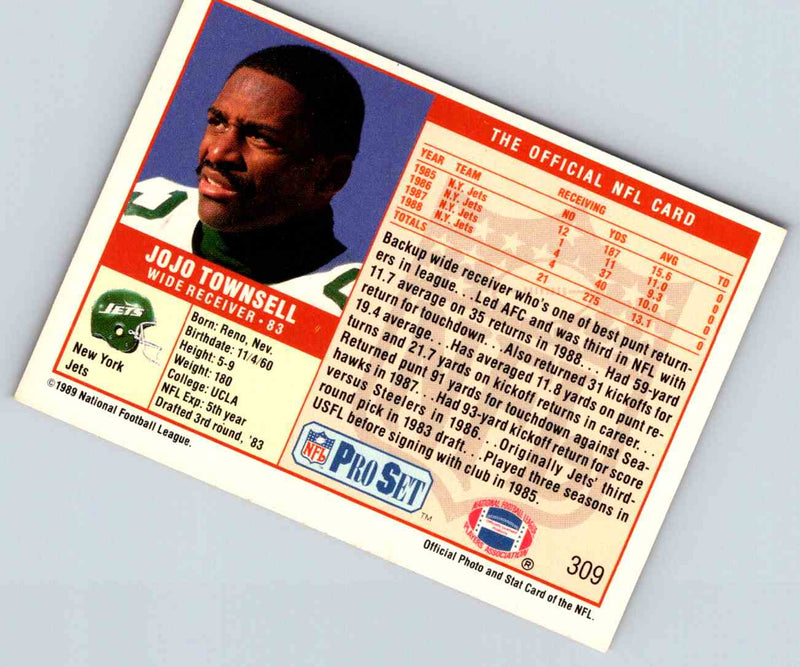 THE OFFICIAL NFL CARD
RECEIVING
YEAR TEAM NO YDS AVG TD
1985 N.Y. Jets 12 187 15.6 0
1986 N.Y. Jets 1 11 11.0 0
1987 N.Y. Jets 4 37 9.3 0
1988 N.Y. Jets 4 40 10.0 0
TOTALS 21 275 13.1 0
Backup wide receiver who's one of best punt return-
ers in league. . . Led AFC and was third in NFL with
11.7 average on 35 returns in 1988. . . Had 59-yard
return for touchdown. . . Also returned 31 kickoffs for
19.4 average. . . Has averaged 11.8 yards on punt re-
turns and 21.7 yards on kickoff returns in career. . .
Returned punt 91 yards for touchdown against Sea-
hawks in 1987. . . Had 93-yard kickoff return for score
versus Steelers in 1986. . . Originally Jets' third-
round pick in 1983 draft. . . Played three seasons in
USFL before signing with club in 1985.
JOJO TOWNSELL
WIDE RECEIVER • 83
JETS
New York
Jets
Born: Reno, Nev.
Birthdate: 11/4/60
Height: 5-9
Weight: 180
College: UCLA
NFL Exp: 5th year
Drafted 3rd round, '83
©1989 National Football League.
NFL
PRO SET
TM
NATIONAL FOOTBALL LEAGUE
PLAYERS ASSOCIATION
®
309
Official Photo and Stat Card of the NFL.